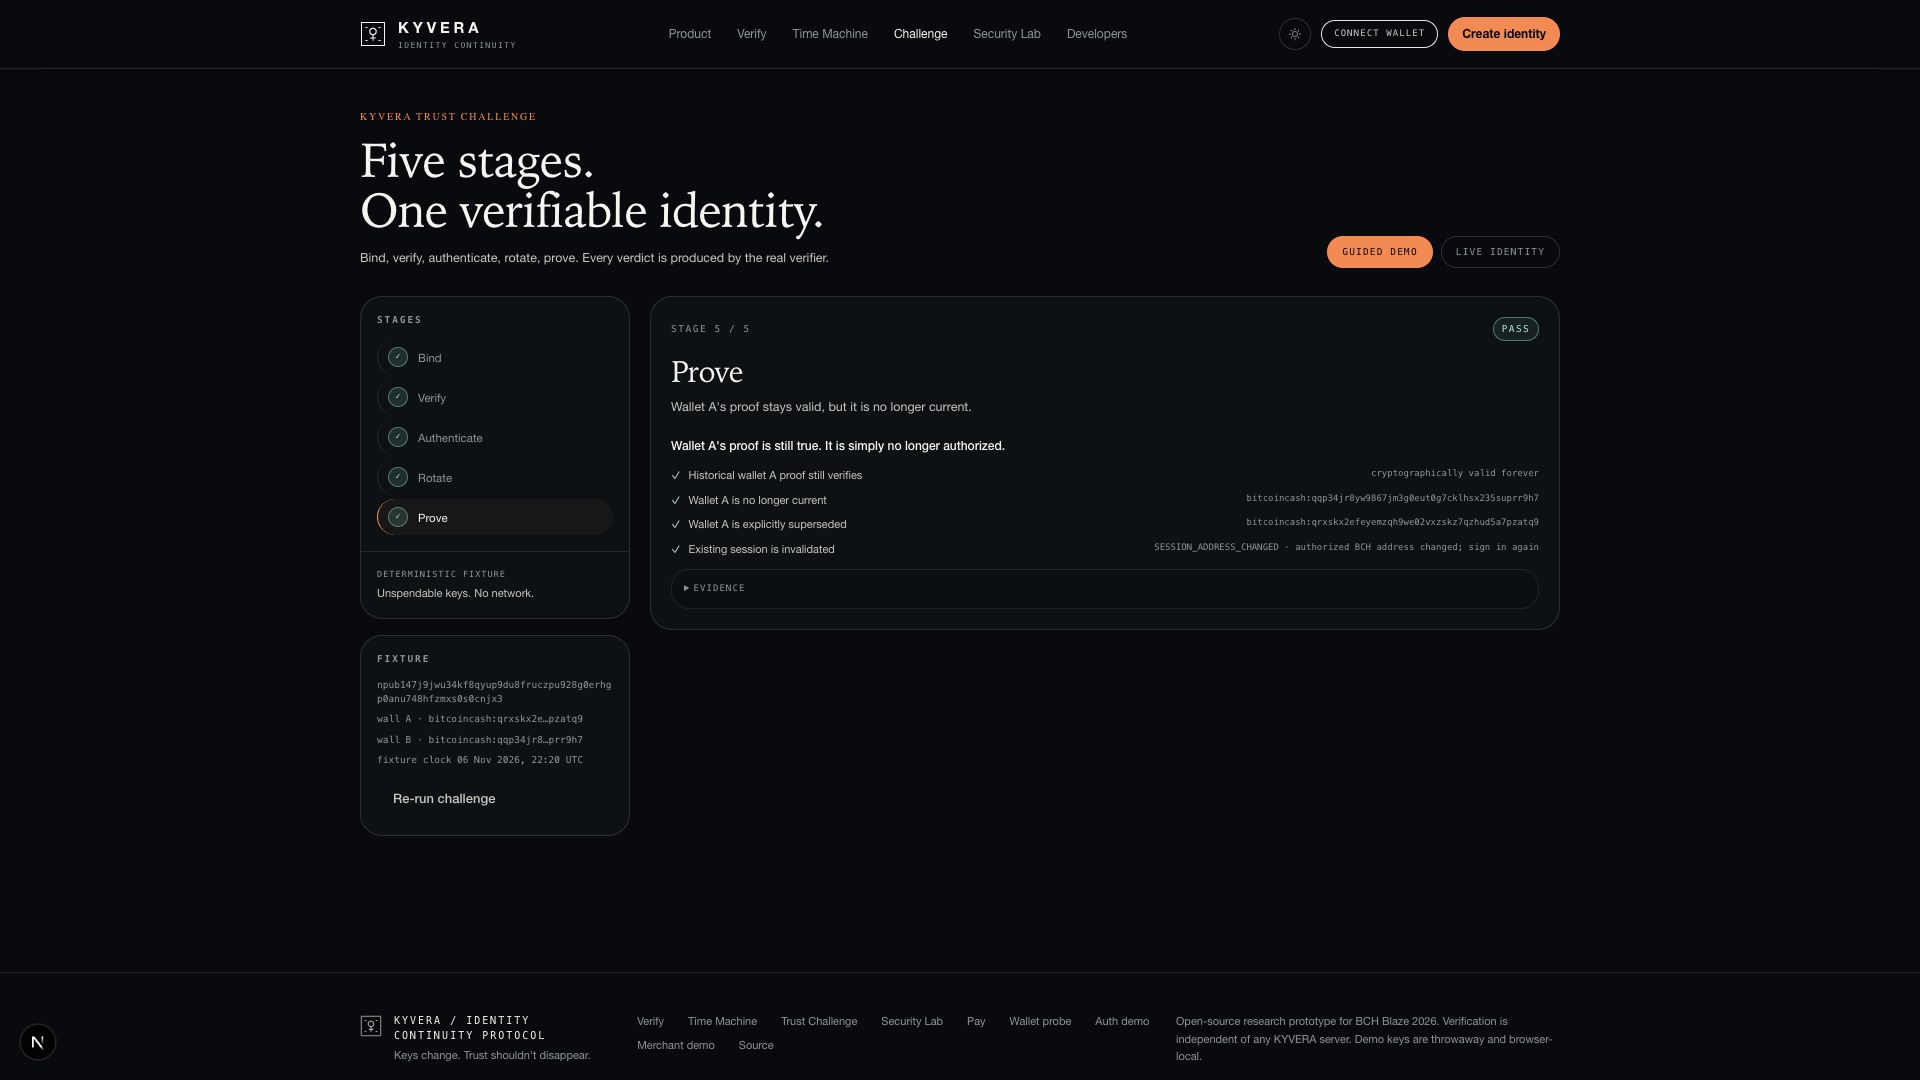 KYVERA
IDENTITY CONTINUITY
Product
Verify
Time Machine
Challenge
Security Lab
Developers
CONNECT WALLET
Create identity
KYVERA TRUST CHALLENGE
Five stages.
One verifiable identity.
Bind, verify, authenticate, rotate, prove. Every verdict is produced by the real verifier.
GUIDED DEMO
LIVE IDENTITY
STAGES
✓ Bind
✓ Verify
✓ Authenticate
✓ Rotate
✓ Prove
DETERMINISTIC FIXTURE
Unspendable keys. No network.
FIXTURE
npub147j9jwu34kf8qyup9du8fruczpu928g0erhg
p0anu748hfzmxs0s0cnjx3
wall A · bitcoincash:qrxskx2e…pzatq9
wall B · bitcoincash:qqp34jr8…prr9h7
fixture clock 06 Nov 2026, 22:20 UTC
Re-run challenge
STAGE 5 / 5
PASS
Prove
Wallet A's proof stays valid, but it is no longer current.
Wallet A's proof is still true. It is simply no longer authorized.
✓ Historical wallet A proof still verifies cryptographically valid forever
✓ Wallet A is no longer current bitcoincash:qqp34jr8yw9867jm3g0eut0g7cklhsx235suprr9h7
✓ Wallet A is explicitly superseded bitcoincash:qrxskx2efeyemzqh9we02vxzskz7qzhud5a7pzatq9
✓ Existing session is invalidated SESSION_ADDRESS_CHANGED · authorized BCH address changed; sign in again
▶ EVIDENCE
KYVERA / IDENTITY
CONTINUITY PROTOCOL
Keys change. Trust shouldn't disappear.
Verify
Time Machine
Trust Challenge
Security Lab
Pay
Wallet probe
Auth demo
Merchant demo
Source
Open-source research prototype for BCH Blaze 2026. Verification is
independent of any KYVERA server. Demo keys are throwaway and browser-
local.
N